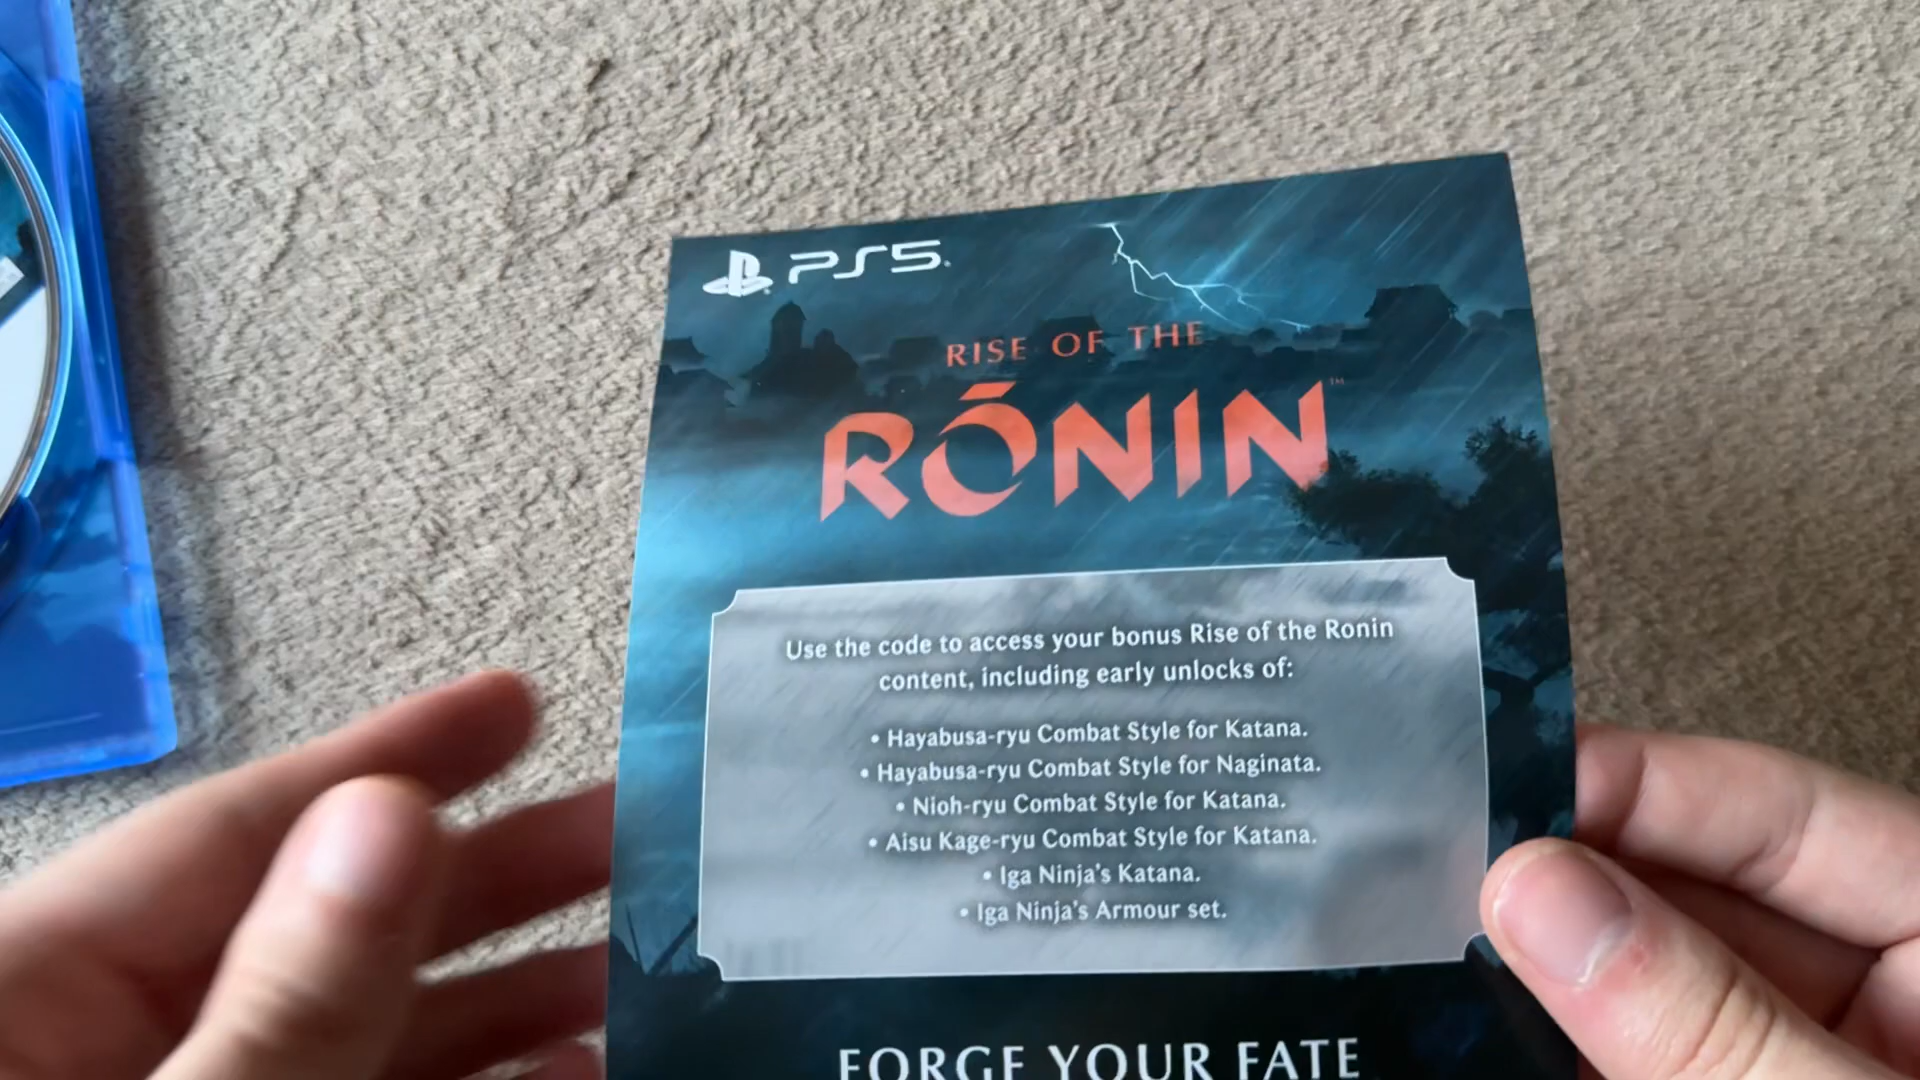 PS5
RISE OF THE
RŌNIN™
Use the code to access your bonus Rise of the Ronin
content, including early unlocks of:
• Hayabusa-ryu Combat Style for Katana.
• Hayabusa-ryu Combat Style for Naginata.
• Nioh-ryu Combat Style for Katana.
• Aisu Kage-ryu Combat Style for Katana.
• Iga Ninja's Katana.
• Iga Ninja's Armour set.
FORGE YOUR FATE